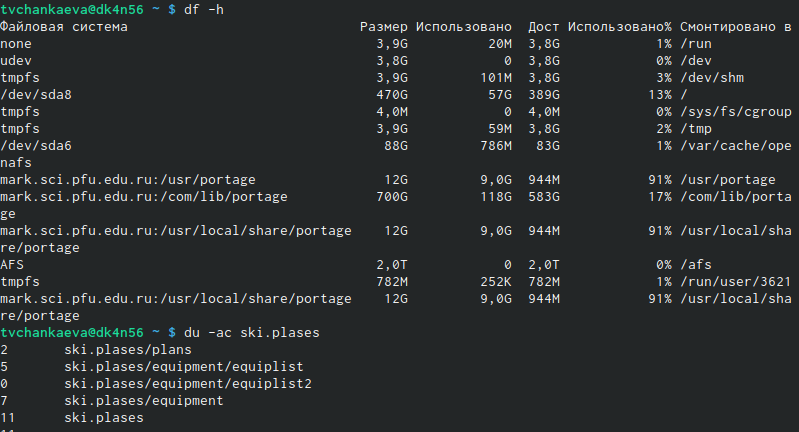 tvchankaeva@dk4n56 ~ $ df -h
Файловая система Размер Использовано Дост Использовано% Смонтировано в
none 3,9G 20M 3,8G 1% /run
udev 3,8G 0 3,8G 0% /dev
tmpfs 3,9G 101M 3,8G 3% /dev/shm
/dev/sda8 470G 57G 389G 13% /
tmpfs 4,0M 0 4,0M 0% /sys/fs/cgroup
tmpfs 3,9G 59M 3,8G 2% /tmp
/dev/sda6 88G 786M 83G 1% /var/cache/ope
nafs
mark.sci.pfu.edu.ru:/usr/portage 12G 9,0G 944M 91% /usr/portage
mark.sci.pfu.edu.ru:/com/lib/portage 700G 118G 583G 17% /com/lib/porta
ge
mark.sci.pfu.edu.ru:/usr/local/share/portage 12G 9,0G 944M 91% /usr/local/sha
re/portage
AFS 2,0T 0 2,0T 0% /afs
tmpfs 782M 252K 782M 1% /run/user/3621
mark.sci.pfu.edu.ru:/usr/local/share/portage 12G 9,0G 944M 91% /usr/local/sha
re/portage
tvchankaeva@dk4n56 ~ $ du -ac ski.plases
2 ski.plases/plans
5 ski.plases/equipment/equiplist
0 ski.plases/equipment/equiplist2
7 ski.plases/equipment
11 ski.plases